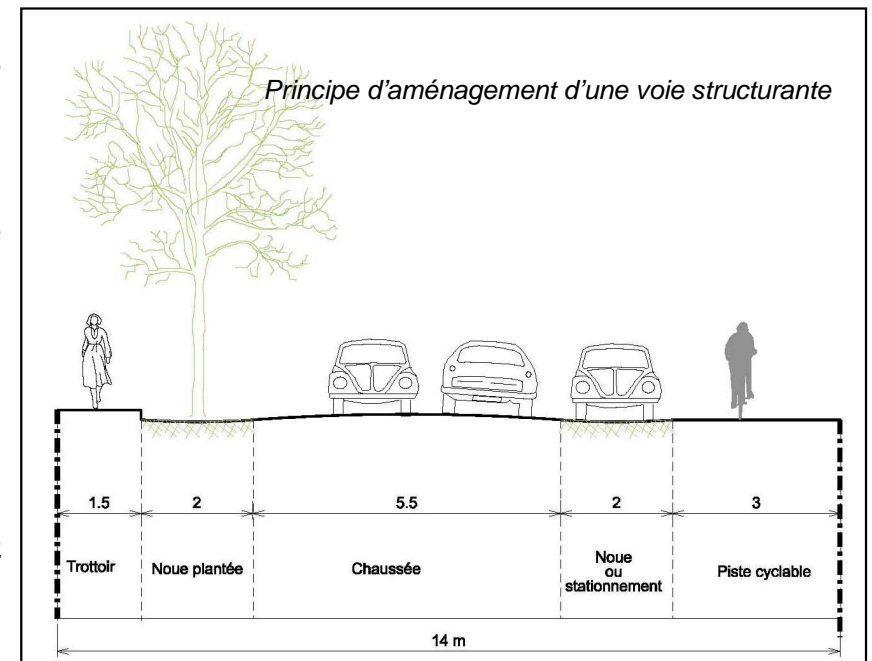 Principe d'aménagement d'une voie structurante
1.5 2 5.5 2 3
Trottoir Noue plantée Chaussée Noue ou stationnement Piste cyclable
14 m